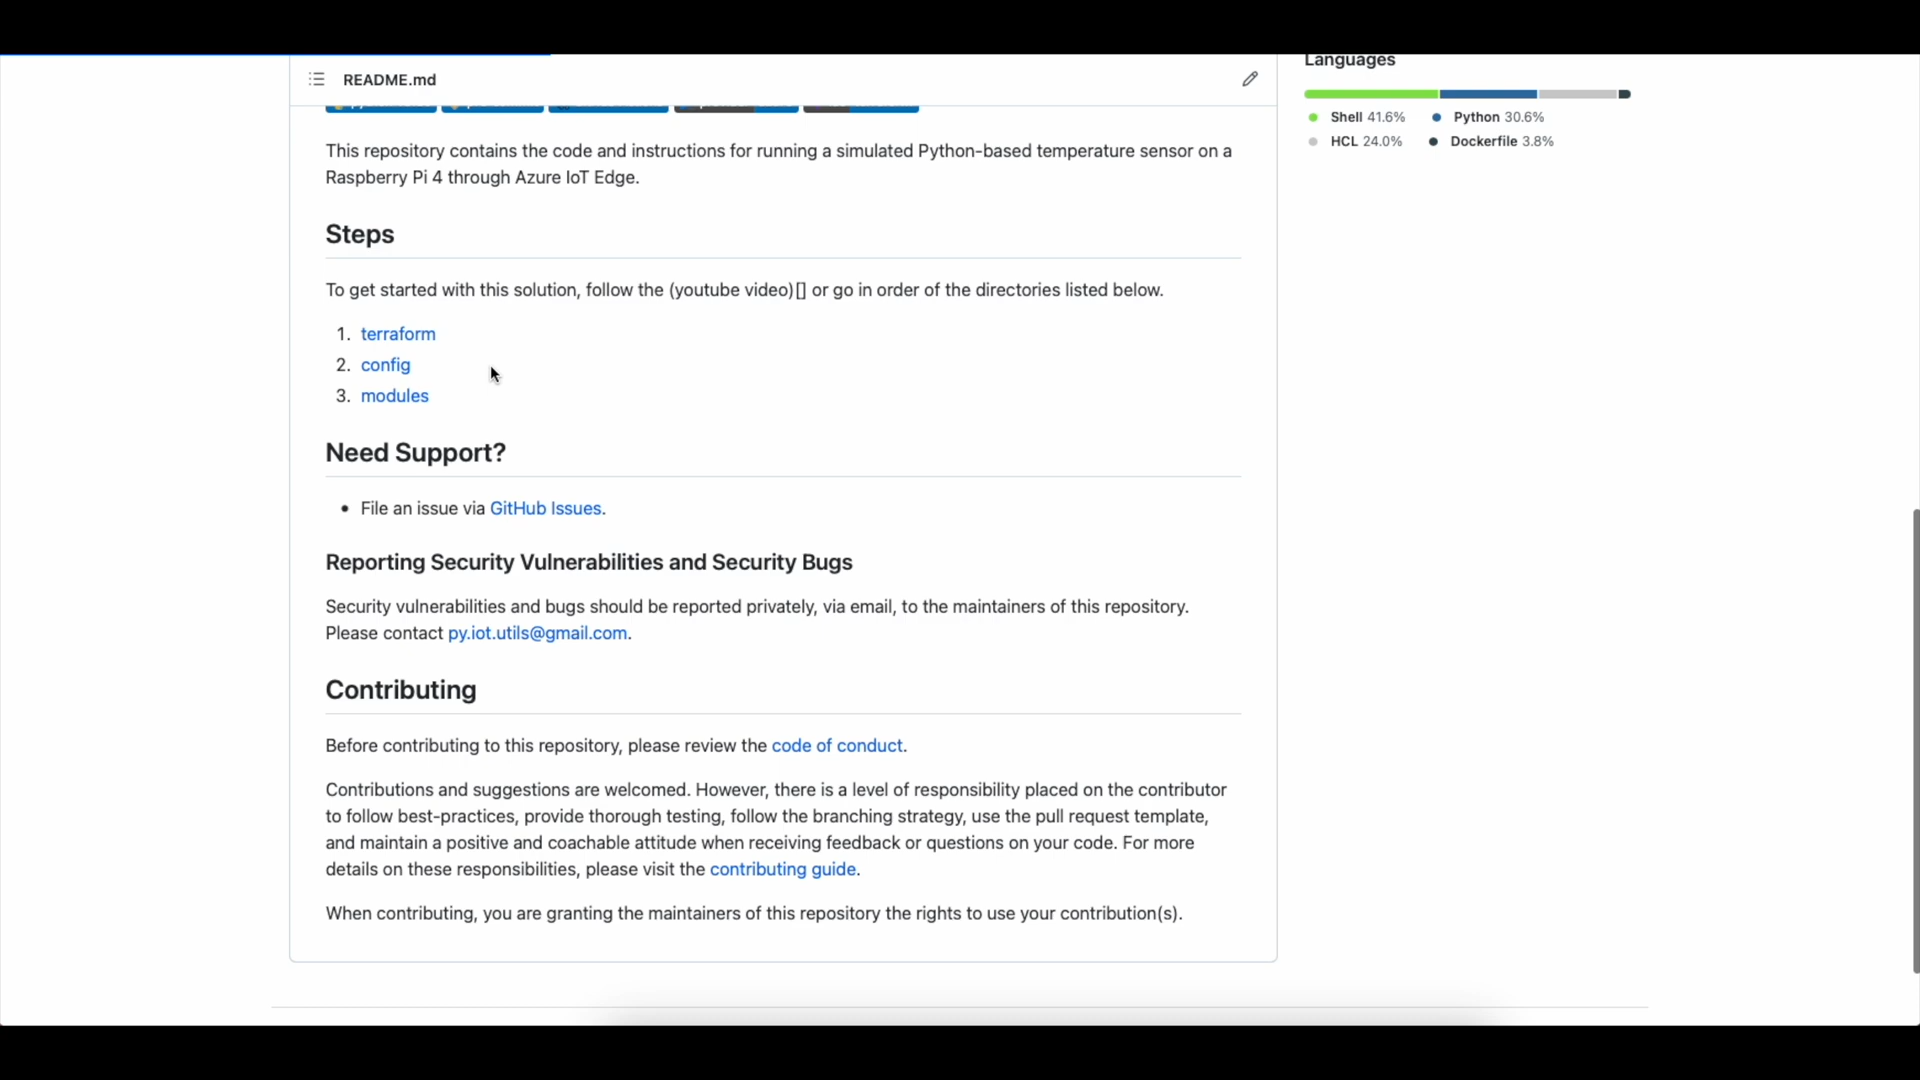 README.md
Languages
Shell 41.6% Python 30.6%
HCL 24.0% Dockerfile 3.8%
This repository contains the code and instructions for running a simulated Python-based temperature sensor on a
Raspberry Pi 4 through Azure IoT Edge.
Steps
To get started with this solution, follow the (youtube video)[] or go in order of the directories listed below.
1. terraform
2. config
3. modules
Need Support?
• File an issue via GitHub Issues.
Reporting Security Vulnerabilities and Security Bugs
Security vulnerabilities and bugs should be reported privately, via email, to the maintainers of this repository.
Please contact py.iot.utils@gmail.com.
Contributing
Before contributing to this repository, please review the code of conduct.
Contributions and suggestions are welcomed. However, there is a level of responsibility placed on the contributor
to follow best-practices, provide thorough testing, follow the branching strategy, use the pull request template,
and maintain a positive and coachable attitude when receiving feedback or questions on your code. For more
details on these responsibilities, please visit the contributing guide.
When contributing, you are granting the maintainers of this repository the rights to use your contribution(s).